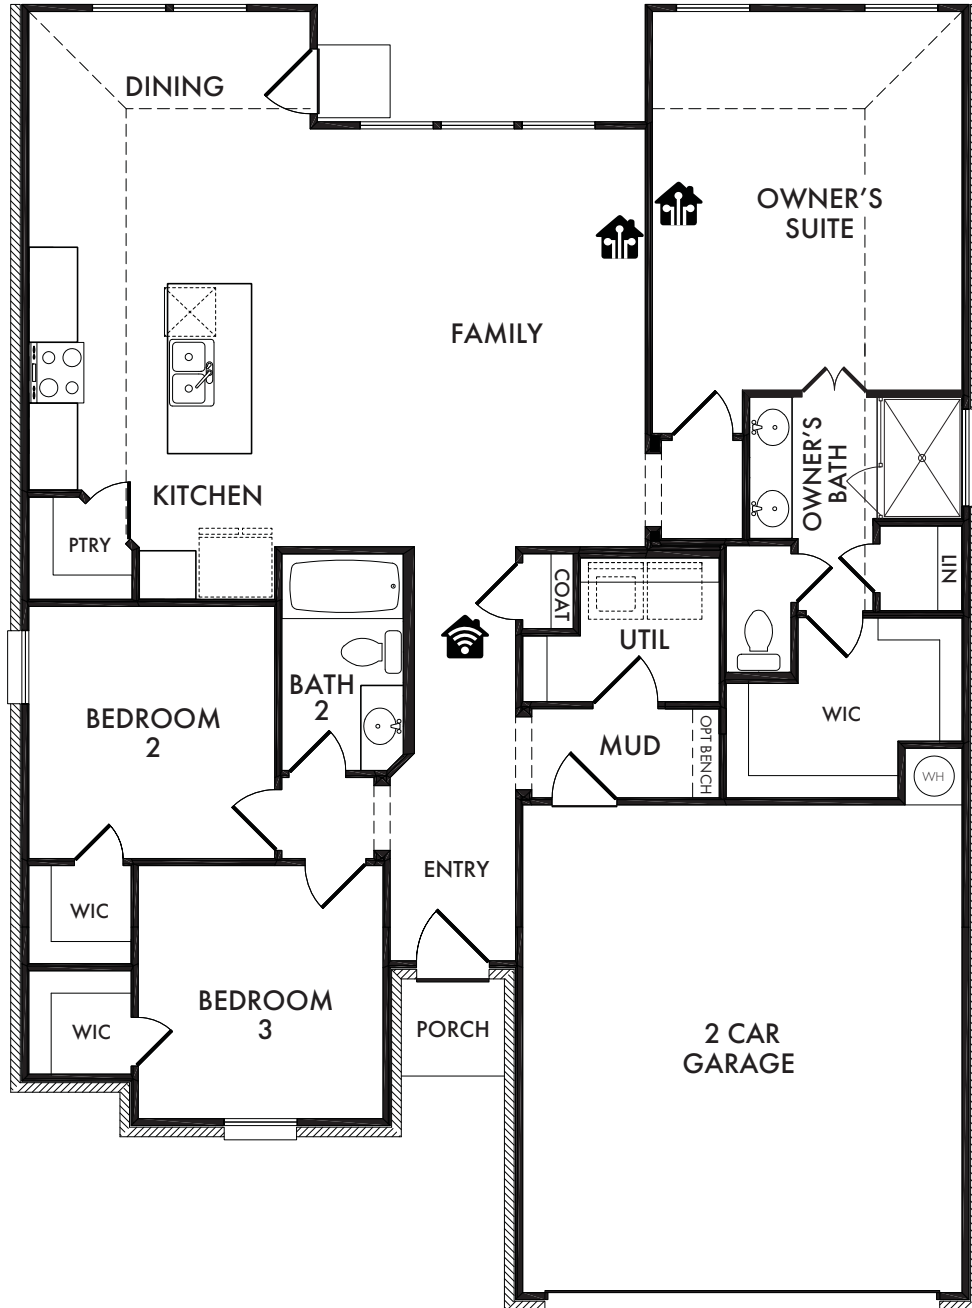 DINING
OWNER'S
SUITE
FAMILY
OWNER'S
BATH
KITCHEN
PTRY
COAT
LIN
UTIL
BATH
2
BEDROOM
2
WIC
MUD
OPT BENCH
WH
ENTRY
WIC
BEDROOM
3
WIC
PORCH
2 CAR
GARAGE